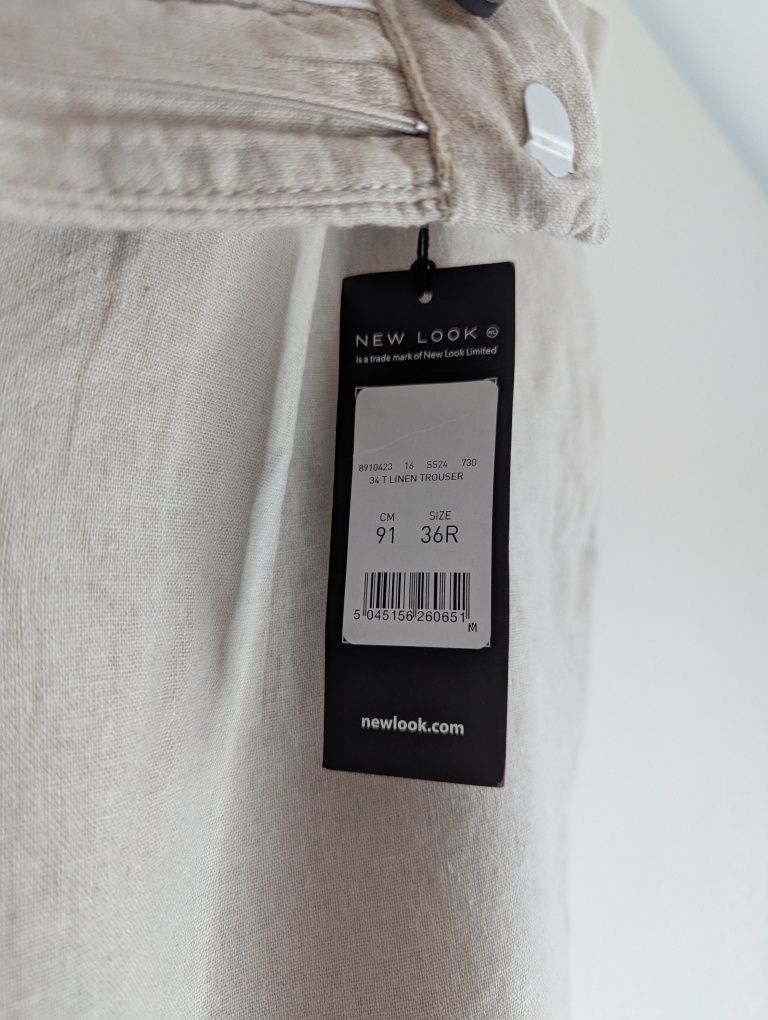 NEW LOOK NL
is a trade mark of New Look Limited
8910423 16 SS24 730
34 T LINEN TROUSER
CM SIZE
91 36R
5 045156 260651
M
newlook.com